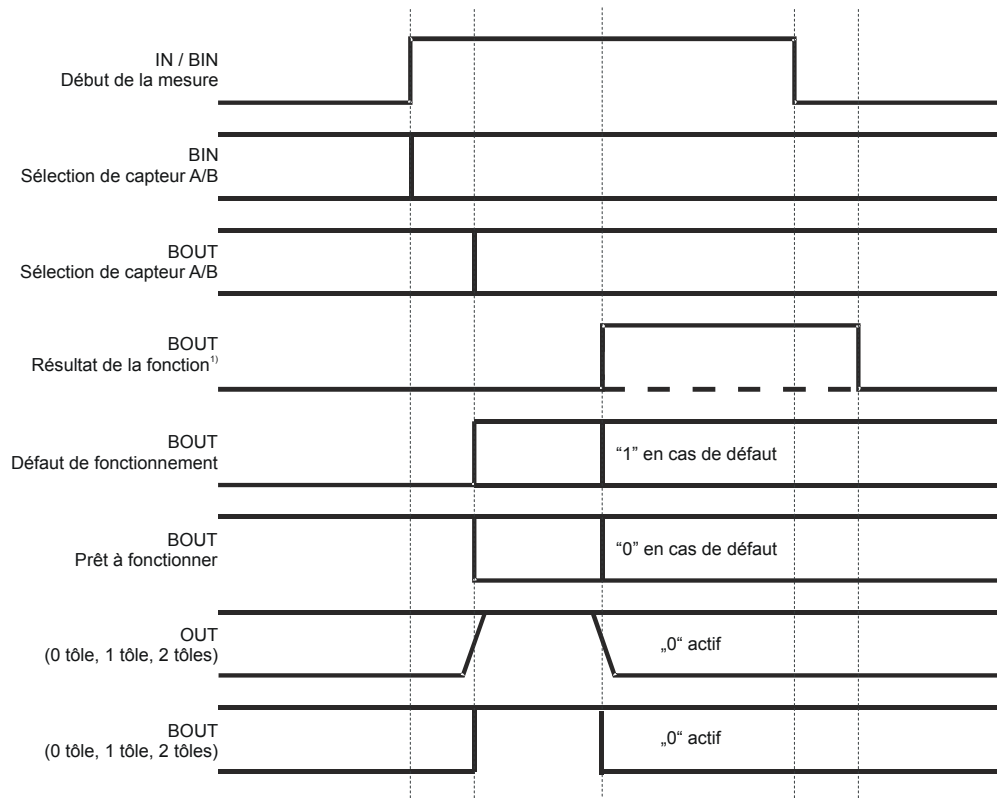 IN / BIN
Début de la mesure
BIN
Sélection de capteur A/B
BOUT
Sélection de capteur A/B
BOUT
Résultat de la fonction¹⁾
BOUT
Défaut de fonctionnement
“1” en cas de défaut
BOUT
Prêt à fonctionner
“0” en cas de défaut
OUT
(0 tôle, 1 tôle, 2 tôles)
„0“ actif
BOUT
(0 tôle, 1 tôle, 2 tôles)
„0“ actif